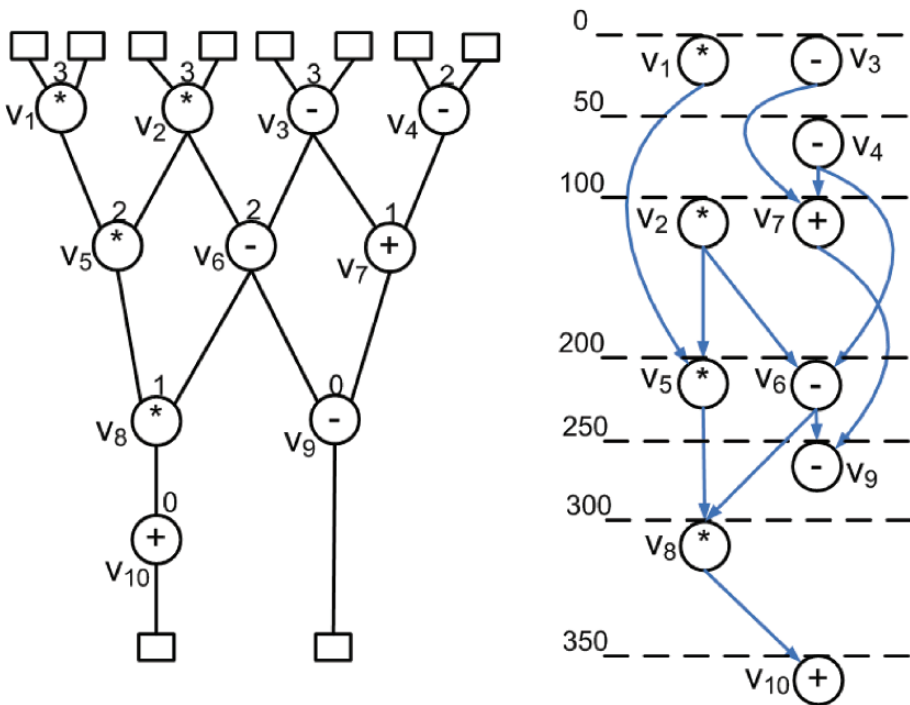 3 3 3 2
* * - -
v1 v2 v3 v4
2 2 1
* - +
v5 v6 v7
1 0
* -
v8 v9
0
+
v10
0
* -
v1 v3
50
-
v4
100
* +
v2 v7
200
* -
v5 v6
250
-
v9
300
*
v8
350
+
v10